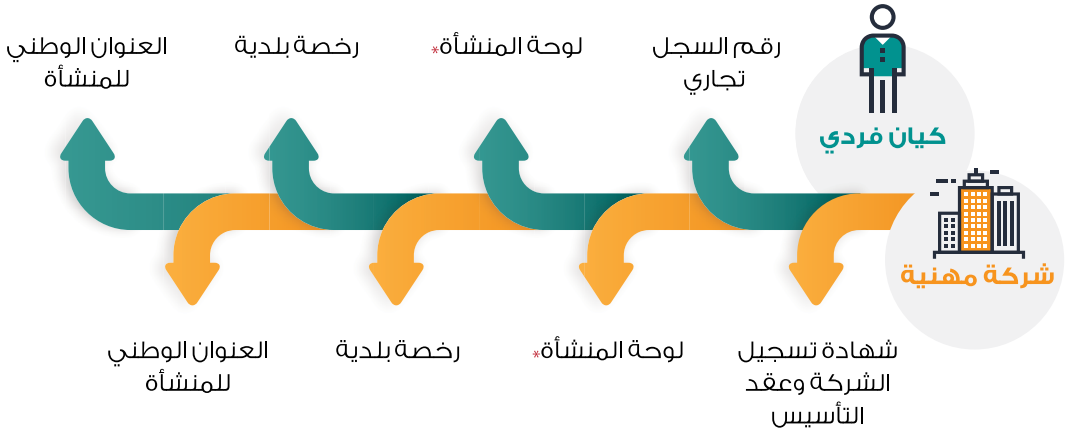 كيان فردي
رقم السجل
تجاري
لوحة المنشأة*
رخصة بلدية
العنوان الوطني
للمنشأة
شركة مهنية
شهادة تسجيل
الشركة وعقد
التأسيس
لوحة المنشأة*
رخصة بلدية
العنوان الوطني
للمنشأة